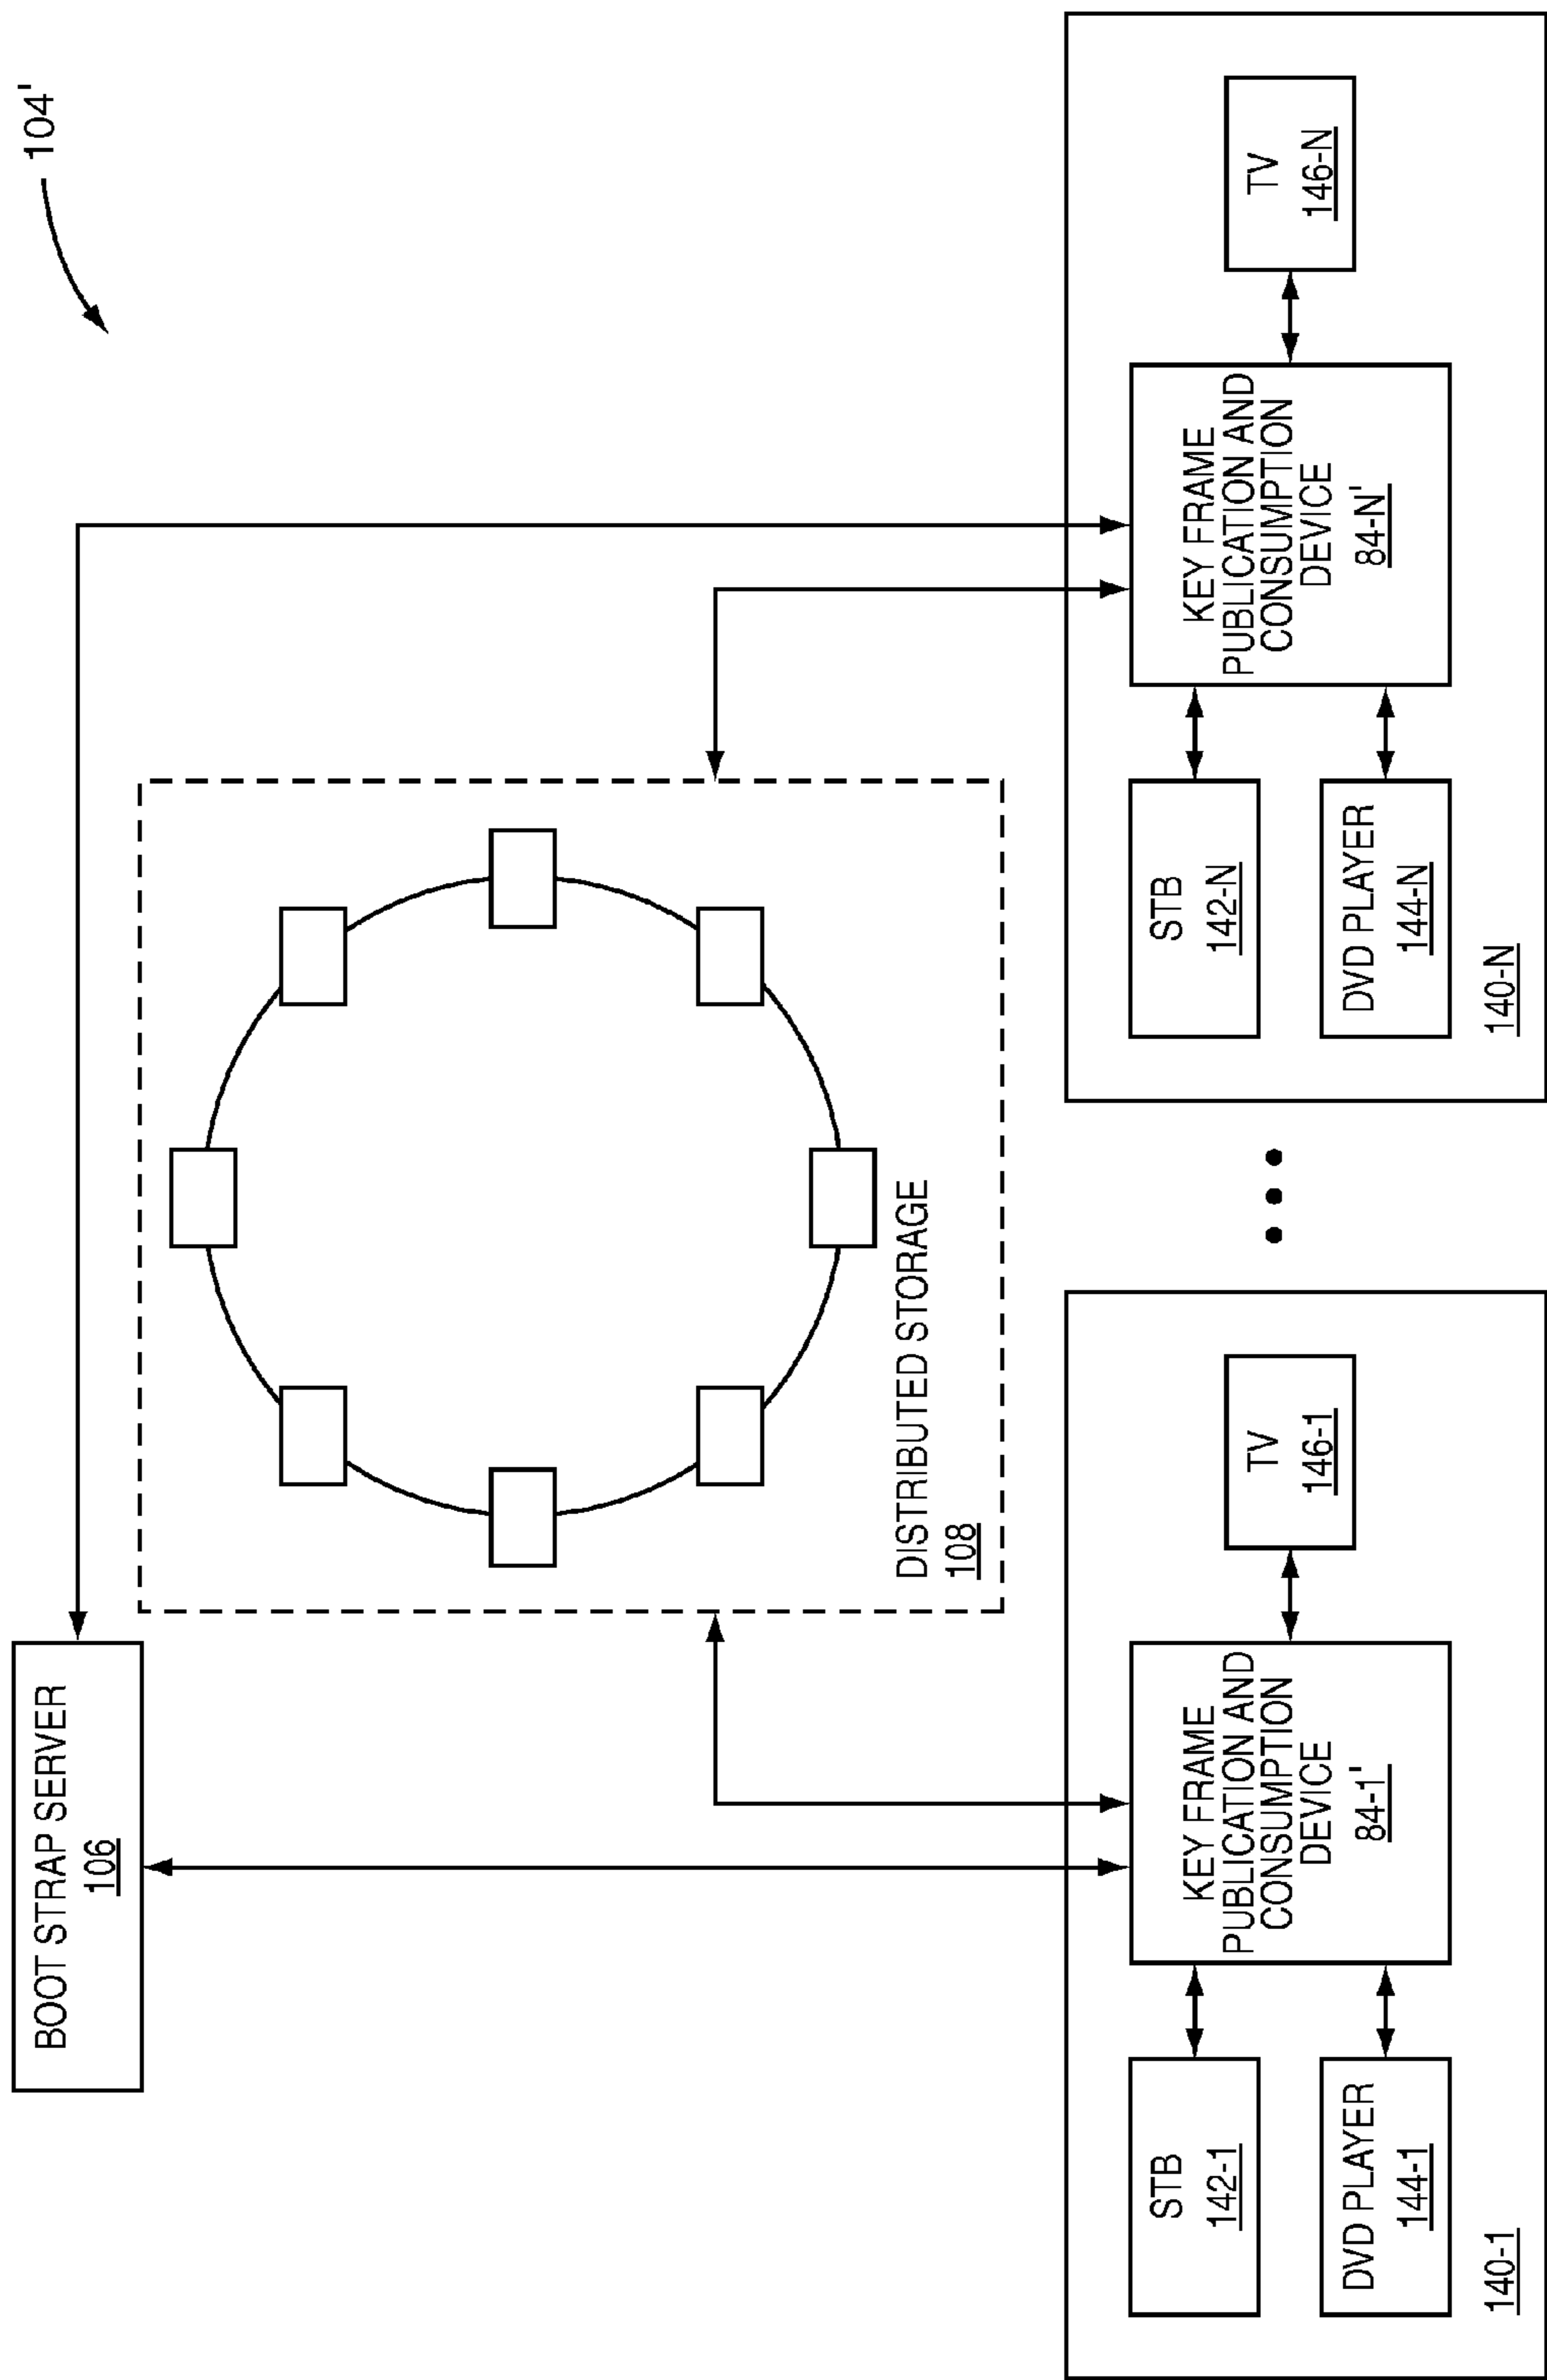 104'
BOOT STRAP SERVER
106
DISTRIBUTED STORAGE
108
STB
142-1
DVD PLAYER
144-1
KEY FRAME
PUBLICATION AND
CONSUMPTION
DEVICE
84-1'
TV
146-1
140-1
STB
142-N
DVD PLAYER
144-N
KEY FRAME
PUBLICATION AND
CONSUMPTION
DEVICE
84-N'
TV
146-N
140-N